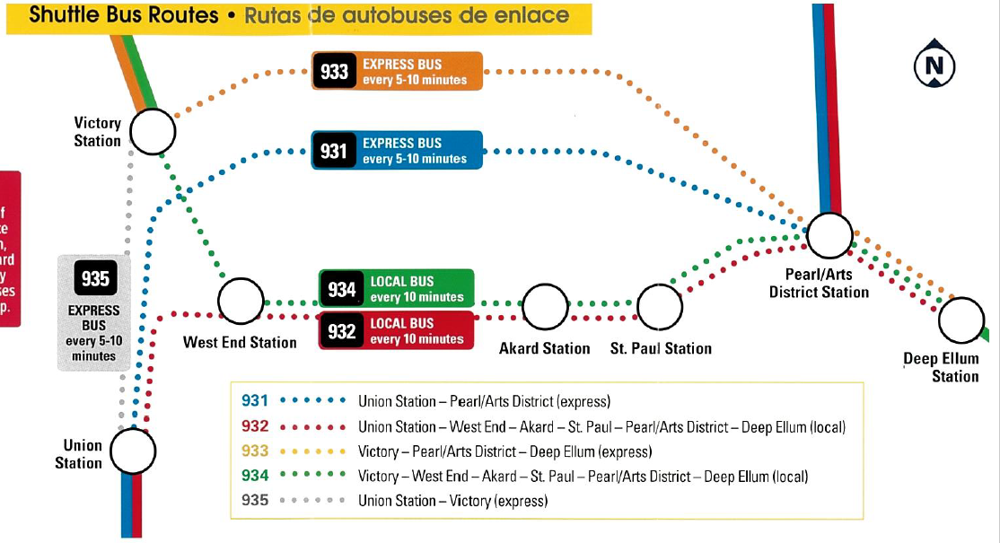 Shuttle Bus Routes • Rutas de autobuses de enlace
933 EXPRESS BUS
every 5-10 minutes
N
Victory
Station
931 EXPRESS BUS
every 5-10 minutes
935
EXPRESS
BUS
every 5-10
minutes
934 LOCAL BUS
every 10 minutes
932 LOCAL BUS
every 10 minutes
West End Station
Akard Station
St. Paul Station
Pearl/Arts
District Station
Deep Ellum
Station
Union
Station
931 Union Station – Pearl/Arts District (express)
932 Union Station – West End – Akard – St. Paul – Pearl/Arts District – Deep Ellum (local)
933 Victory – Pearl/Arts District – Deep Ellum (express)
934 Victory – West End – Akard – St. Paul – Pearl/Arts District – Deep Ellum (local)
935 Union Station – Victory (express)